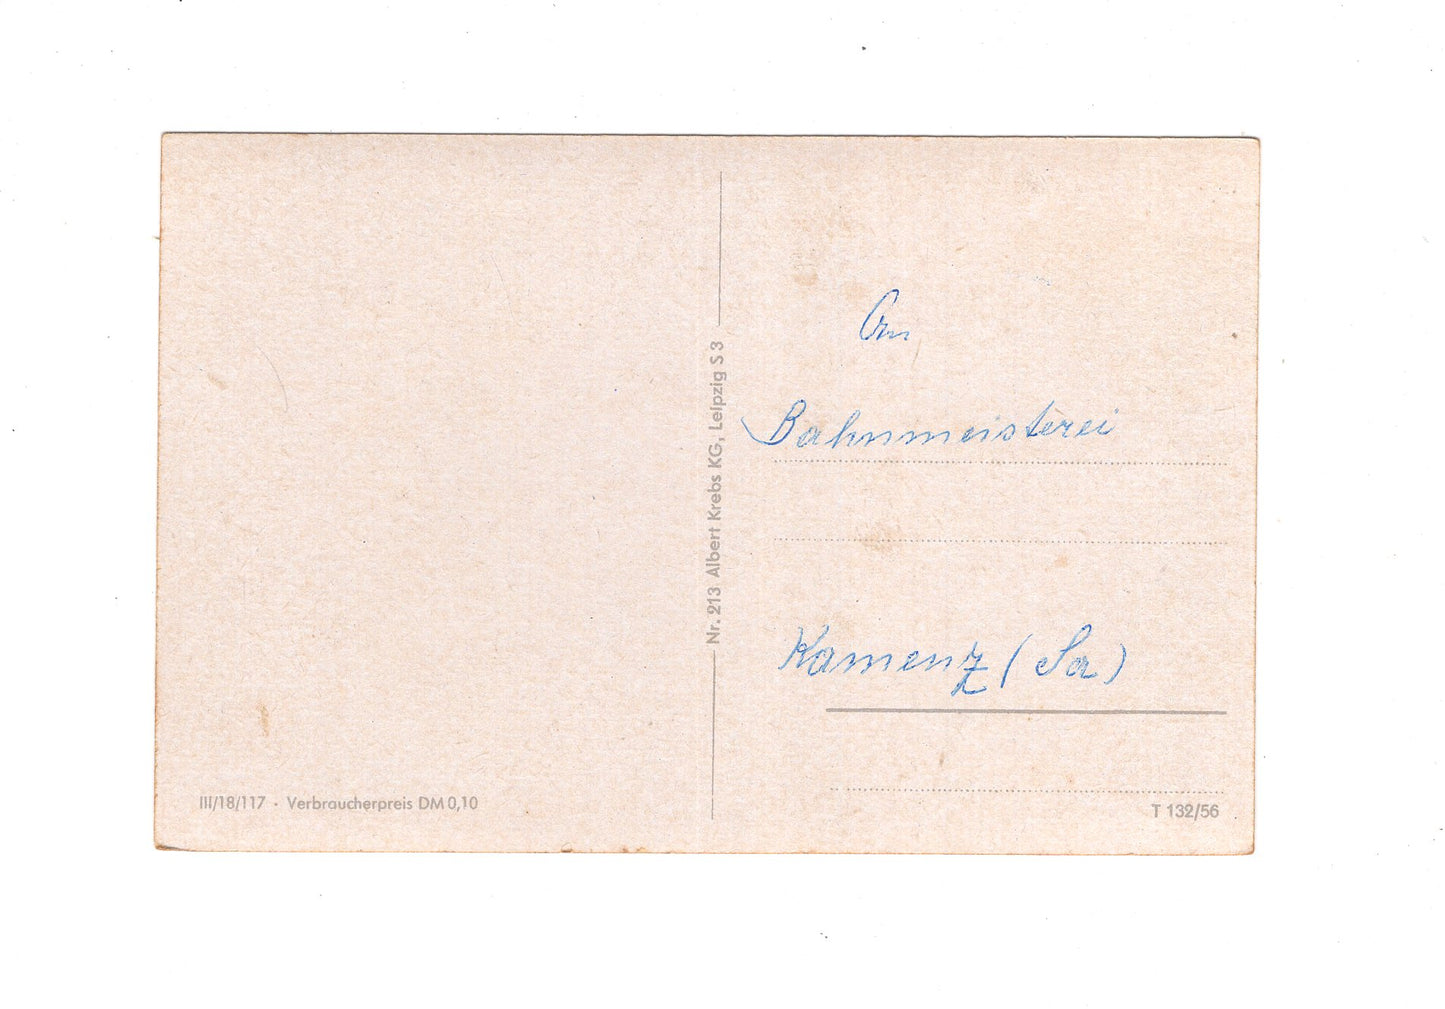 An
Bahnmeisterei
Kamenz (Sa)
Nr. 213 Albert Krebs KG, Leipzig S 3
III/18/117 · Verbraucherpreis DM 0,10
T 132/56